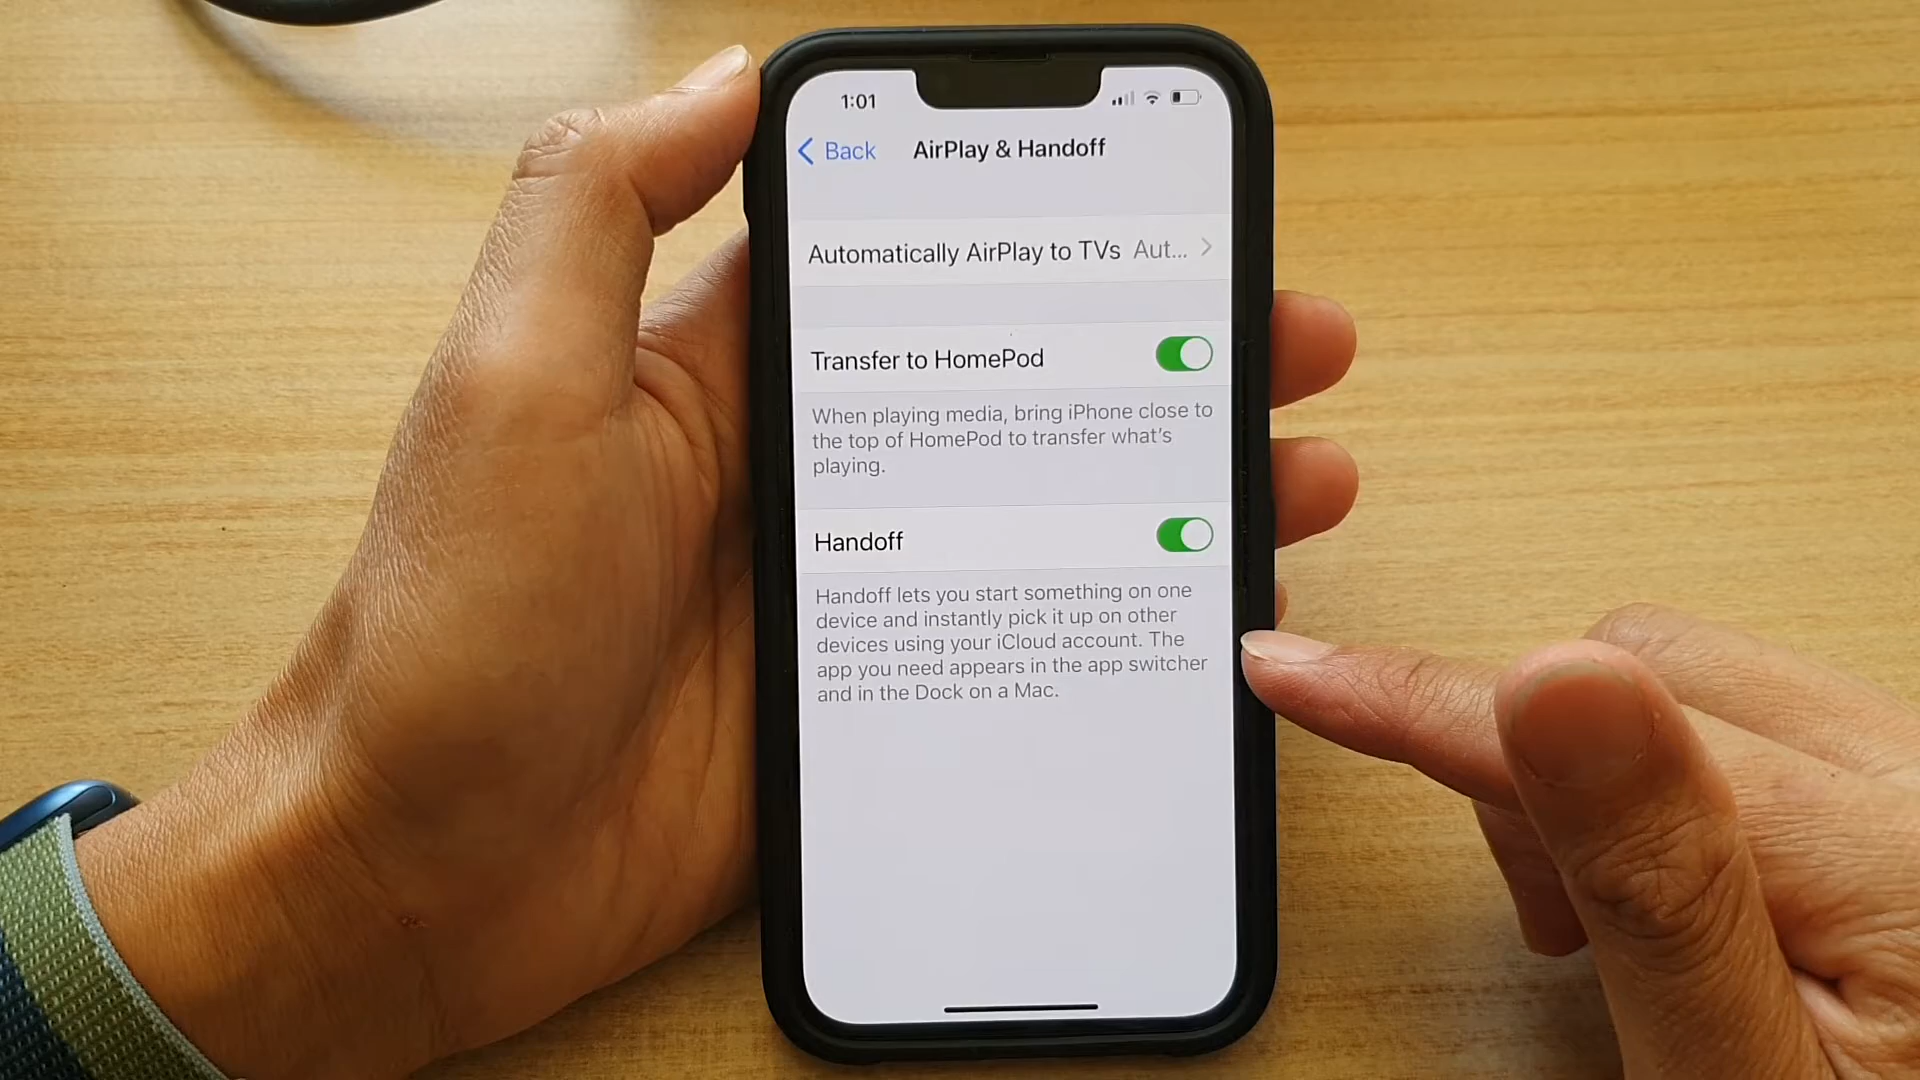 1:01
Back AirPlay & Handoff
Automatically AirPlay to TVs Aut...
Transfer to HomePod
When playing media, bring iPhone close to
the top of HomePod to transfer what's
playing.
Handoff
Handoff lets you start something on one
device and instantly pick it up on other
devices using your iCloud account. The
app you need appears in the app switcher
and in the Dock on a Mac.